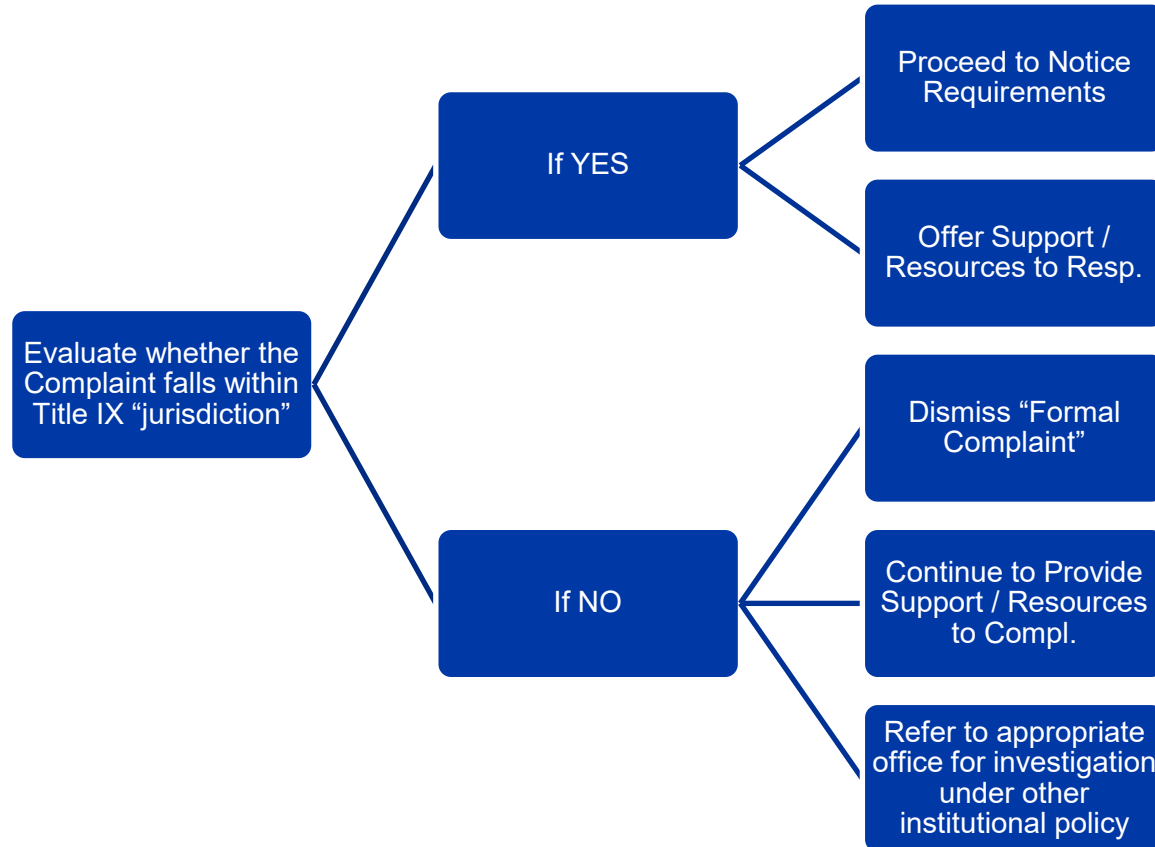 Evaluate whether the
Complaint falls within
Title IX “jurisdiction”
If YES
Proceed to Notice
Requirements
Offer Support /
Resources to Resp.
If NO
Dismiss “Formal
Complaint”
Continue to Provide
Support / Resources
to Compl.
Refer to appropriate
office for investigation
under other
institutional policy